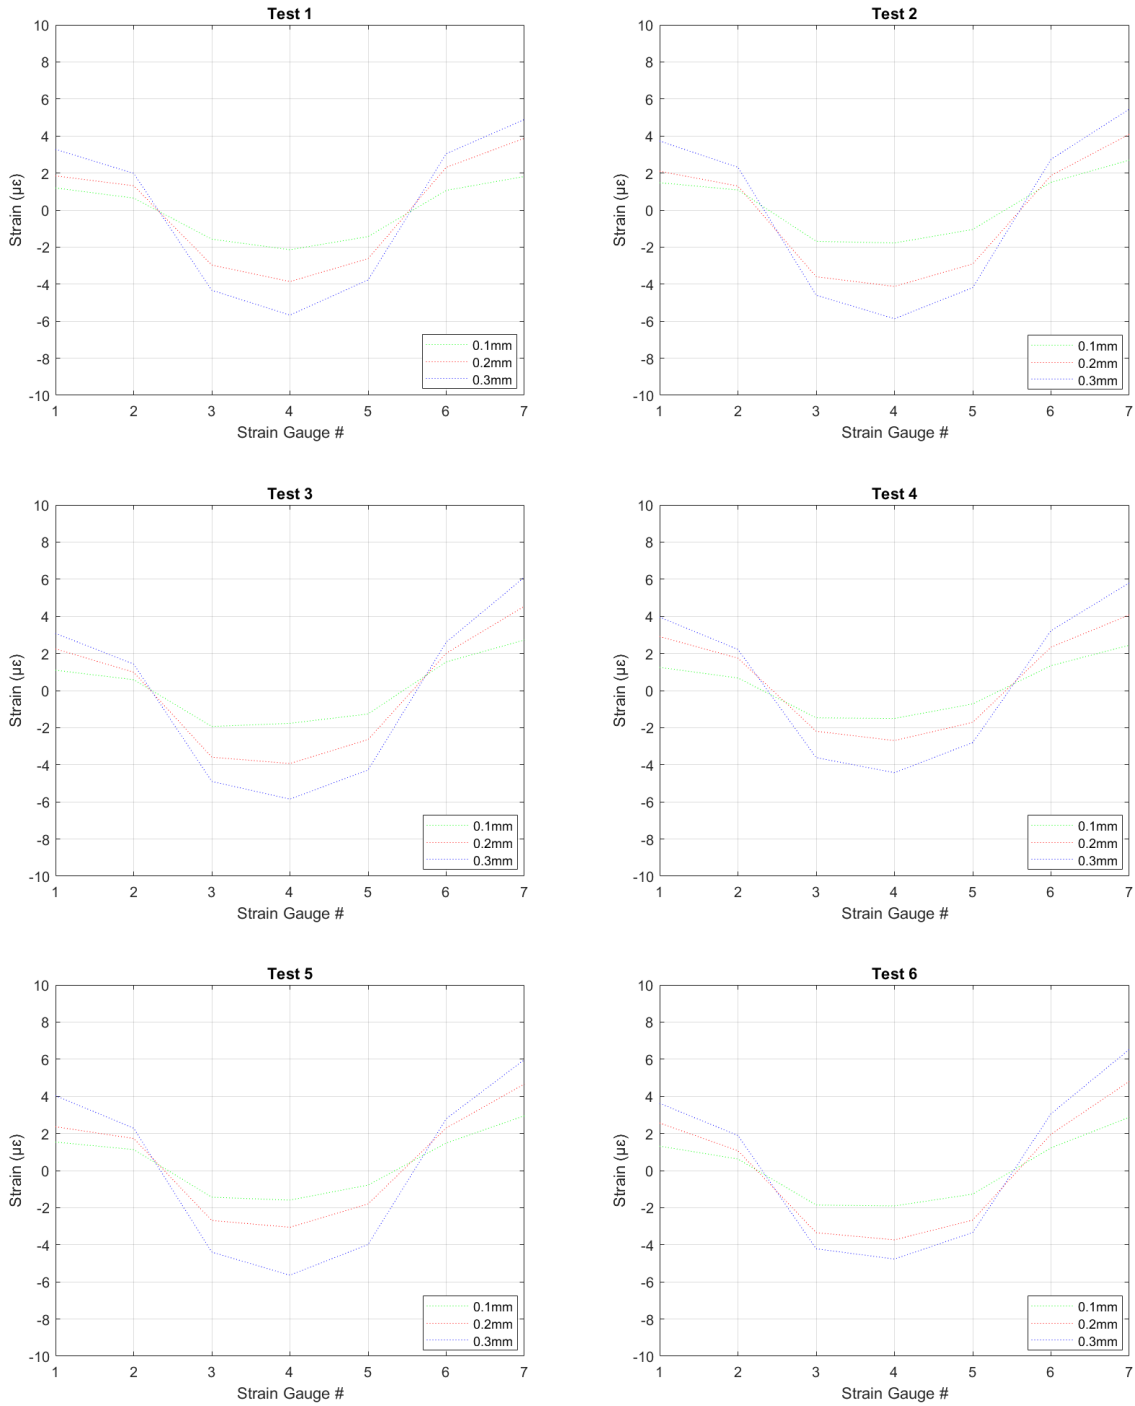 Test 1
10
8
6
4
2
0
-2
-4
-6
-8
-10
Strain (με)
1 2 3 4 5 6 7
Strain Gauge #
0.1mm
0.2mm
0.3mm
Test 2
10
8
6
4
2
0
-2
-4
-6
-8
-10
Strain (με)
1 2 3 4 5 6 7
Strain Gauge #
0.1mm
0.2mm
0.3mm
Test 3
10
8
6
4
2
0
-2
-4
-6
-8
-10
Strain (με)
1 2 3 4 5 6 7
Strain Gauge #
0.1mm
0.2mm
0.3mm
Test 4
10
8
6
4
2
0
-2
-4
-6
-8
-10
Strain (με)
1 2 3 4 5 6 7
Strain Gauge #
0.1mm
0.2mm
0.3mm
Test 5
10
8
6
4
2
0
-2
-4
-6
-8
-10
Strain (με)
1 2 3 4 5 6 7
Strain Gauge #
0.1mm
0.2mm
0.3mm
Test 6
10
8
6
4
2
0
-2
-4
-6
-8
-10
Strain (με)
1 2 3 4 5 6 7
Strain Gauge #
0.1mm
0.2mm
0.3mm